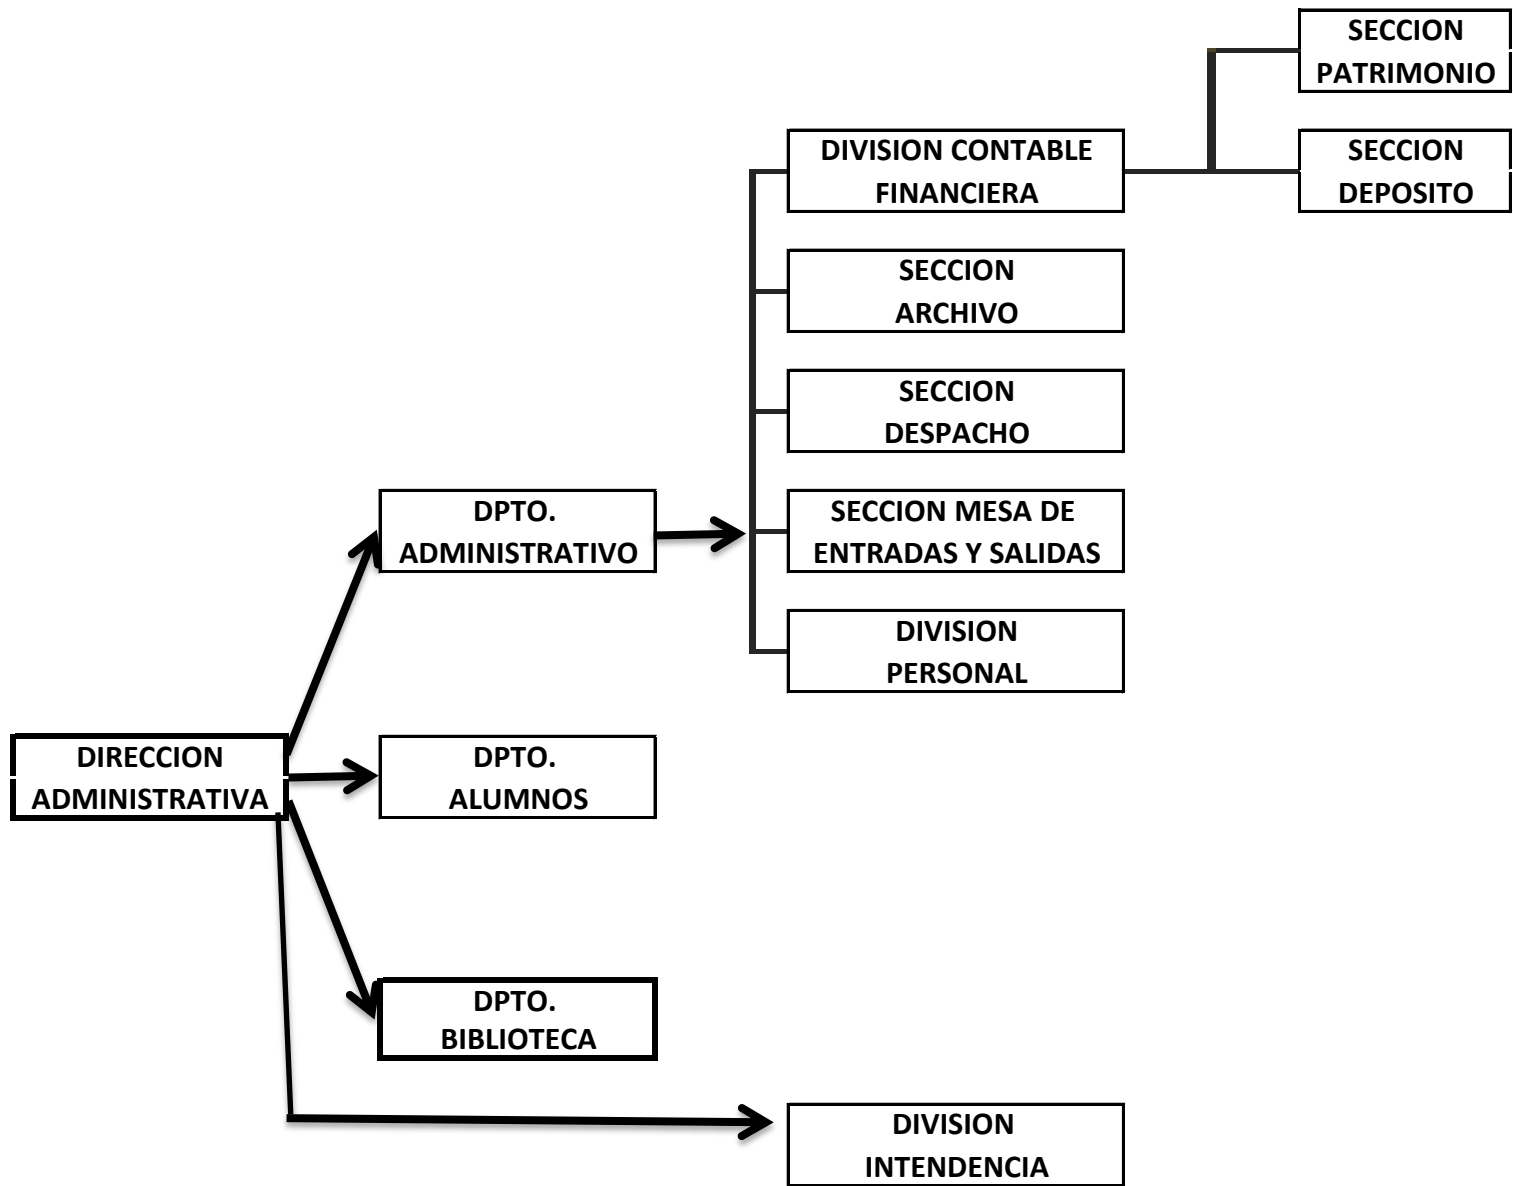 SECCION
PATRIMONIO
DIVISION CONTABLE
FINANCIERA
SECCION
DEPOSITO
SECCION
ARCHIVO
SECCION
DESPACHO
DPTO.
ADMINISTRATIVO
SECCION MESA DE
ENTRADAS Y SALIDAS
DIVISION
PERSONAL
DIRECCION
ADMINISTRATIVA
DPTO.
ALUMNOS
DPTO.
BIBLIOTECA
DIVISION
INTENDENCIA